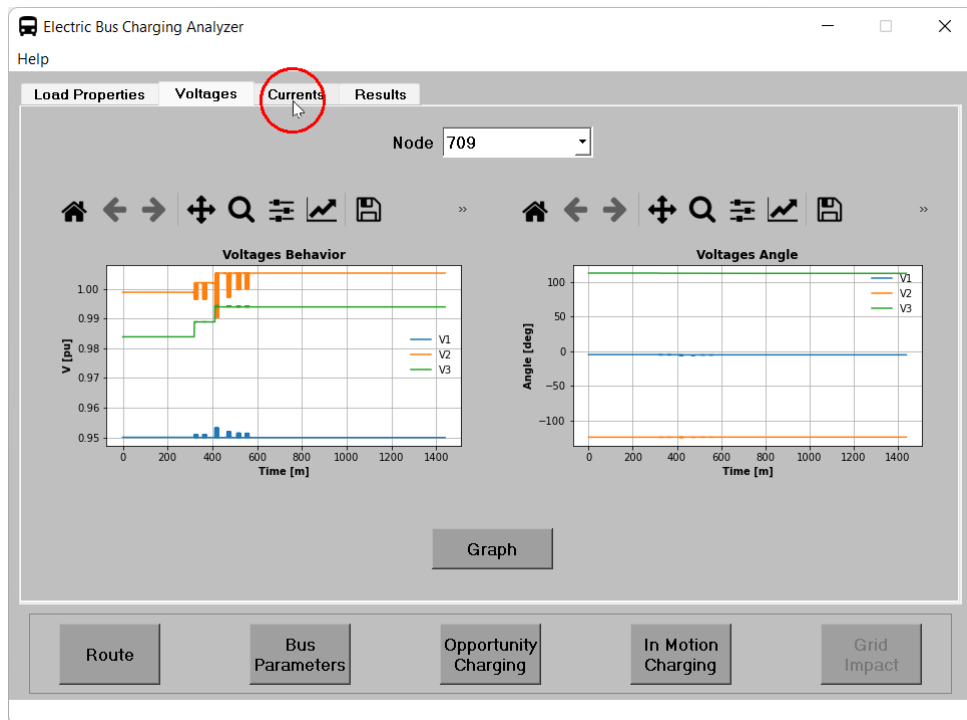 Electric Bus Charging Analyzer
Help
Load Properties Voltages Currents Results
Node 709
» »
Voltages Behavior
V [pu]
1.00
0.99
0.98
0.97
0.96
0.95
0 200 400 600 800 1000 1200 1400
Time [m]
V1
V2
V3
Voltages Angle
Angle [deg]
100
50
0
−50
−100
0 200 400 600 800 1000 1200 1400
Time [m]
V1
V2
V3
Graph
Route
Bus
Parameters
Opportunity
Charging
In Motion
Charging
Grid
Impact